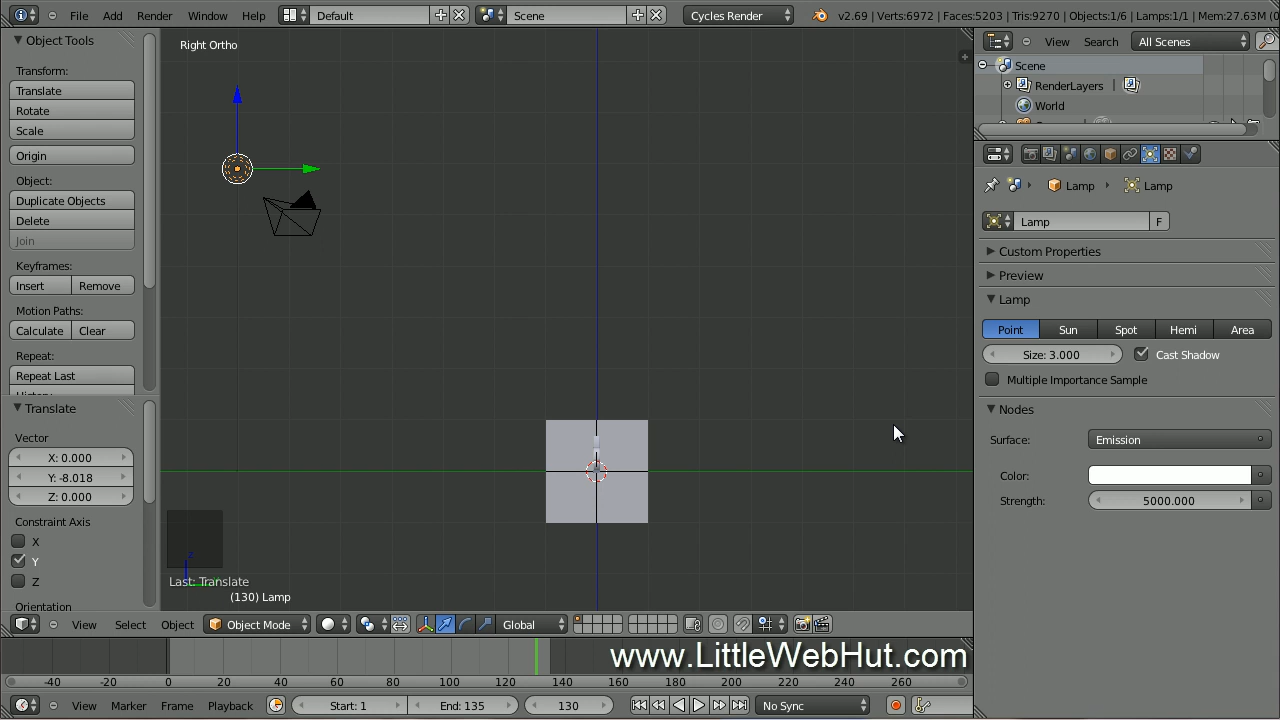 File Add Render Window Help Default Scene Cycles Render v2.69 | Verts:6972 | Faces:5203 | Tris:9270 | Objects:1/6 | Lamps:1/1 | Mem:27.63M (0
Object Tools
Transform:
Translate
Rotate
Scale
Origin
Object:
Duplicate Objects
Delete
Join
Keyframes:
Insert Remove
Motion Paths:
Calculate Clear
Repeat:
Repeat Last
Translate
Vector
X: 0.000
Y: -8.018
Z: 0.000
Constraint Axis
X
Y
Z
Orientation
Right Ortho
z
Last: Translate
(130) Lamp
View Select Object Object Mode Global
-40 -20 0 20 40 60 80 100 120 140 160 180 200 220 240 260
View Marker Frame Playback Start: 1 End: 135 130 No Sync
www.LittleWebHut.com
View Search All Scenes
Scene
RenderLayers |
World
Lamp Lamp
Lamp F
Custom Properties
Preview
Lamp
Point Sun Spot Hemi Area
Size: 3.000 Cast Shadow
Multiple Importance Sample
Nodes
Surface: Emission
Color:
Strength: 5000.000